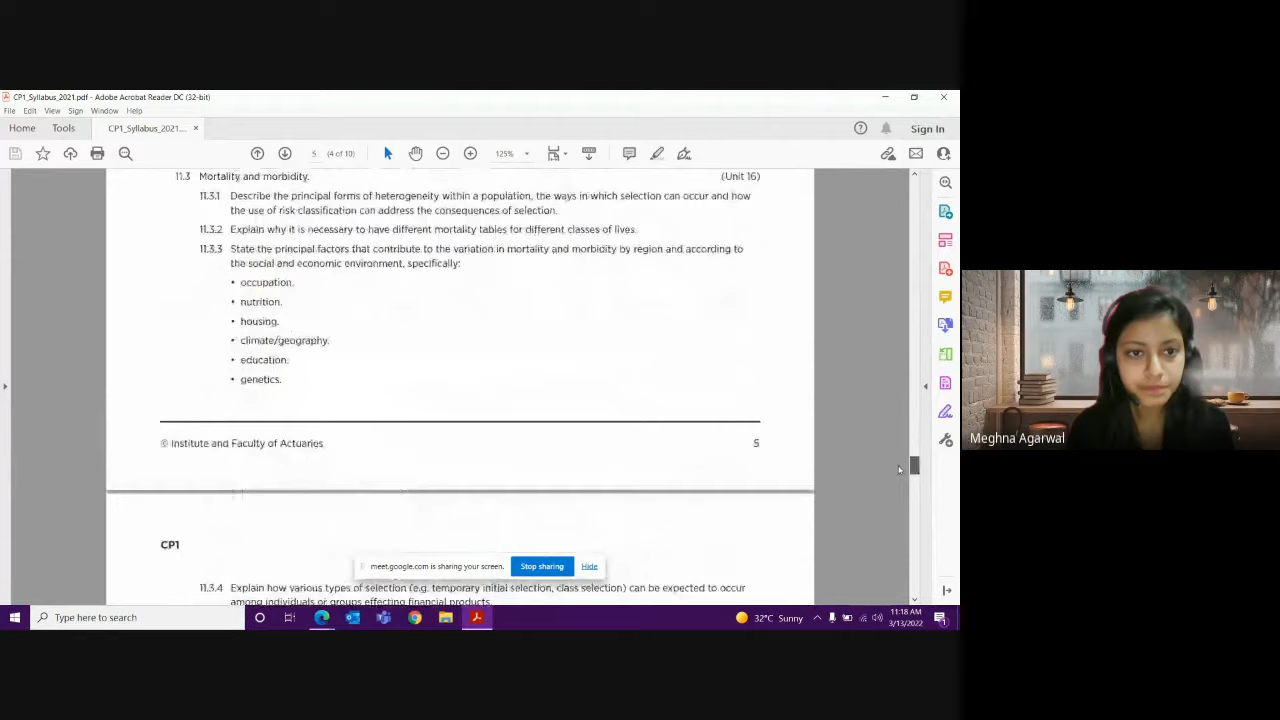 CP1_Syllabus_2021.pdf - Adobe Acrobat Reader DC (32-bit)
File Edit View Sign Window Help
Home Tools CP1_Syllabus_2021... × Sign In
5 (4 of 10) 125%
11.3 Mortality and morbidity. (Unit 16)
11.3.1 Describe the principal forms of heterogeneity within a population, the ways in which selection can occur and how
the use of risk classification can address the consequences of selection.
11.3.2 Explain why it is necessary to have different mortality tables for different classes of lives.
11.3.3 State the principal factors that contribute to the variation in mortality and morbidity by region and according to
the social and economic environment, specifically:
• occupation.
• nutrition.
• housing.
• climate/geography.
• education.
• genetics.
© Institute and Faculty of Actuaries 5
CP1
meet.google.com is sharing your screen. Stop sharing Hide
11.3.4 Explain how various types of selection (e.g. temporary initial selection, class selection) can be expected to occur
among individuals or groups effecting financial products.
Type here to search
32°C Sunny
11:18 AM
3/13/2022
Meghna Agarwal